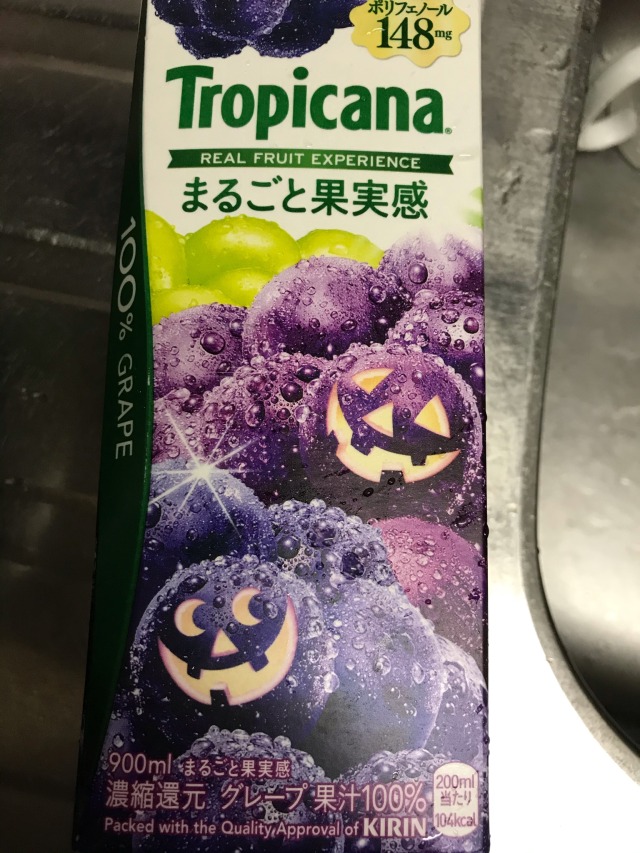 ポリフェノール
148mg
Tropicana®
REAL FRUIT EXPERIENCE
まるごと果実感
100% GRAPE
900ml まるごと果実感
濃縮還元 グレープ 果汁100%
Packed with the Quality Approval of KIRIN
200ml
当たり
104kcal